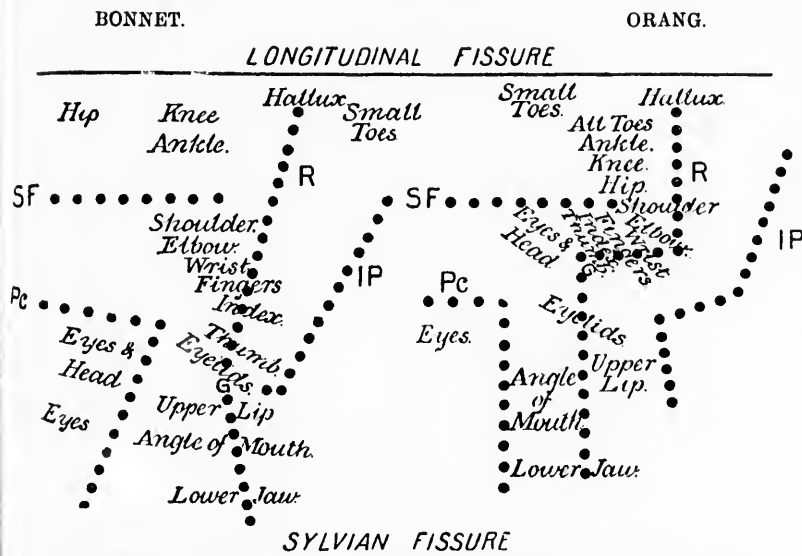 BONNET.
ORANG.
LONGITUDINAL FISSURE
Hip
Knee
Ankle.
Hallux
Small
Toes.
R
SF
Shoulder.
Elbow.
Wrist.
Fingers
Index.
Thumb.
Eyelids.
G
IP
Pc
Eyes &
Head
Eyes
Upper Lip
Angle of Mouth.
Lower Jaw.
Small
Toes.
Hallux.
All Toes
Ankle.
Knee.
Hip.
Shoulder
R
SF
Elbow.
Wrist
Fingers
Index.
Thumb.
Eyes &
Head
G
IP
Pc
Eyes.
Eyelids.
Upper
Lip.
Angle
of
Mouth.
Lower Jaw.
SYLVIAN FISSURE